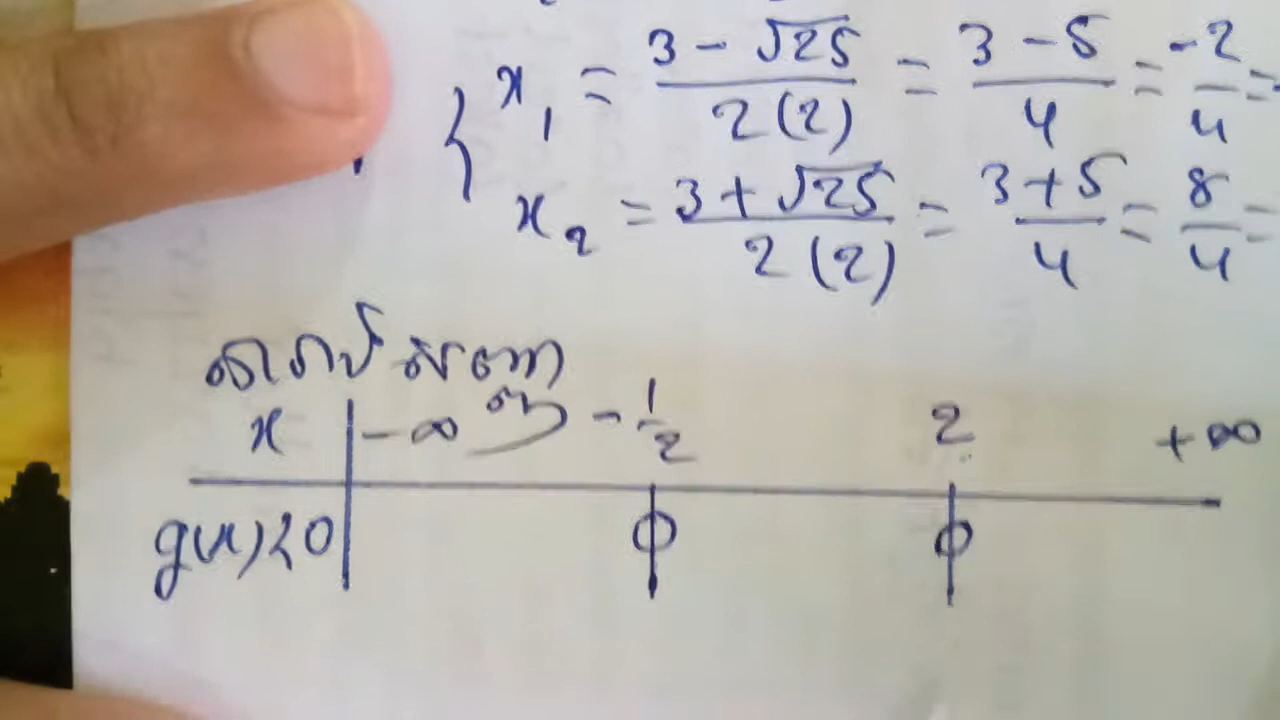 x₁ = (3 - √25)/(2(2)) = (3 - 5)/4 = -2/4 =
x₂ = (3 + √25)/(2(2)) = (3 + 5)/4 = 8/4 =
តារាងសញ្ញា
x | -∞ -1/2 2 +∞
g(x)<0 | 0 0